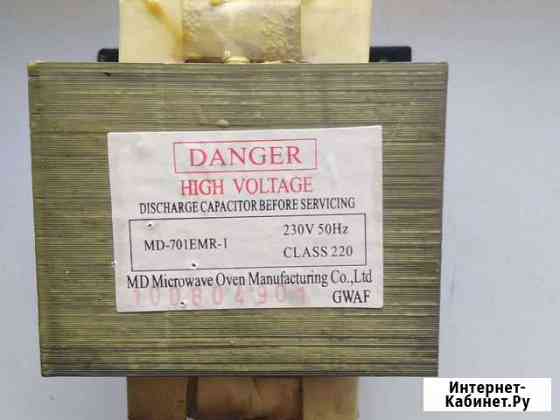 DANGER
HIGH VOLTAGE
DISCHARGE CAPACITOR BEFORE SERVICING
MD-701EMR-1
230V 50Hz
CLASS 220
MD Microwave Oven Manufacturing Co.,Ltd
GWAF
Интернет-
Кабинет.Ру